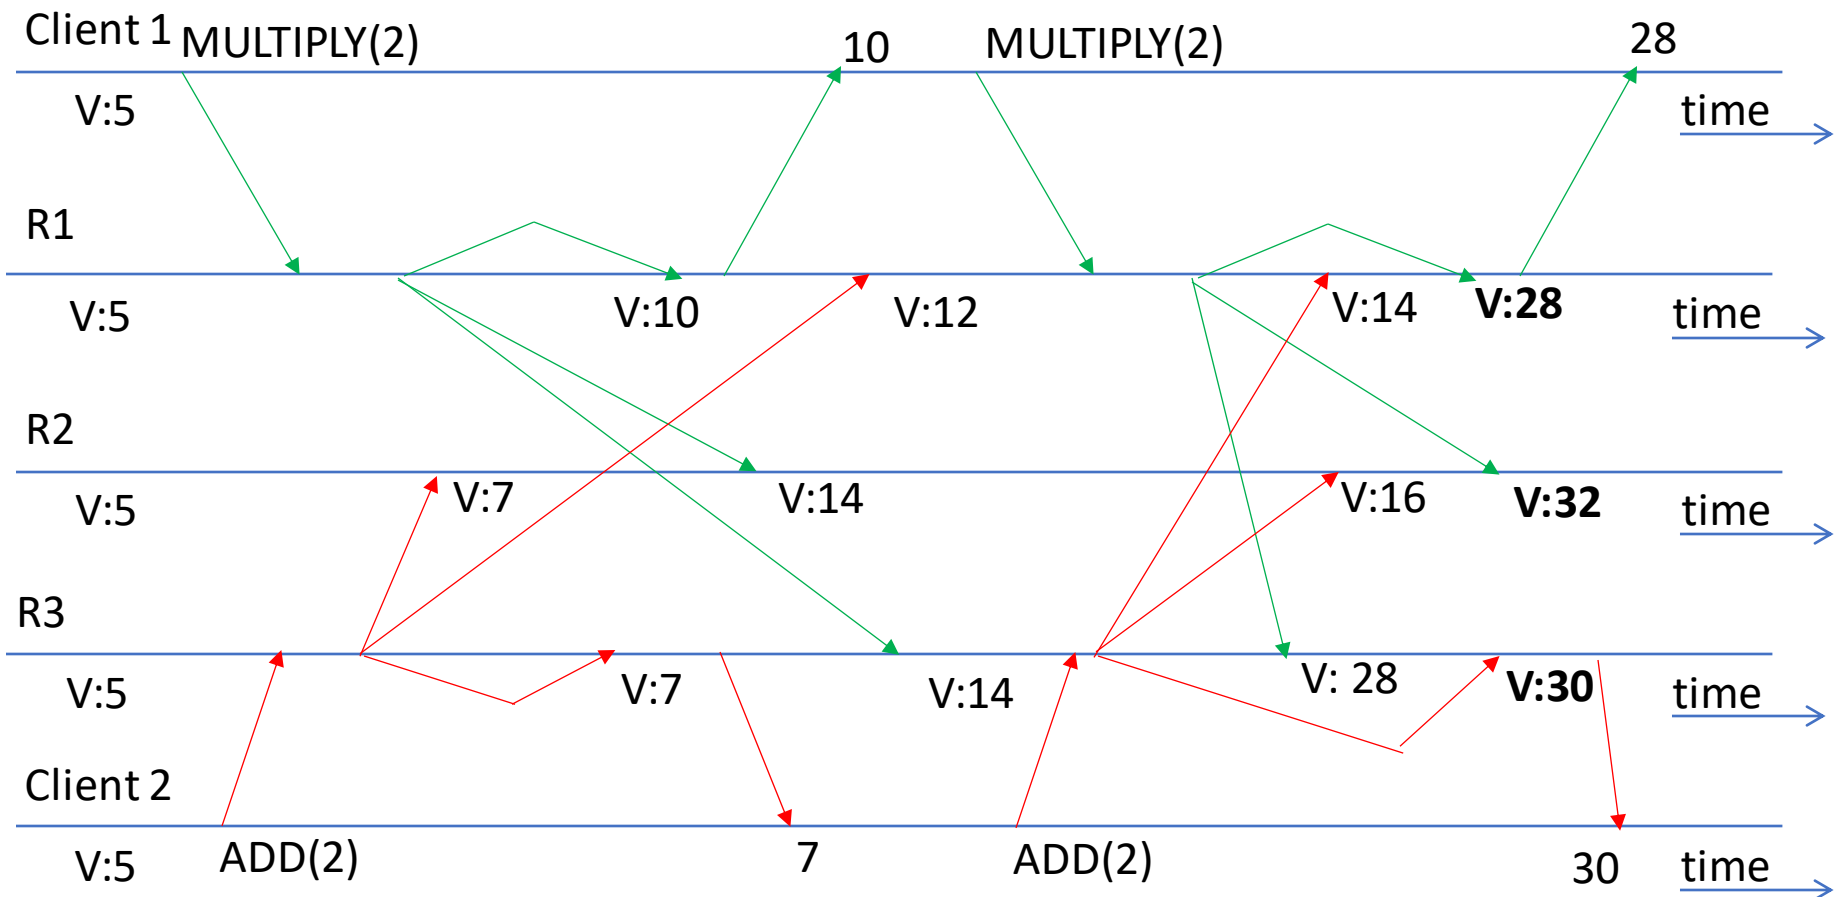 Client 1 MULTIPLY(2) 10 MULTIPLY(2) 28
V:5 time
R1
V:5 V:10 V:12 V:14 V:28 time
R2
V:5 V:7 V:14 V:16 V:32 time
R3
V:5 V:7 V:14 V: 28 V:30 time
Client 2
V:5 ADD(2) 7 ADD(2) 30 time